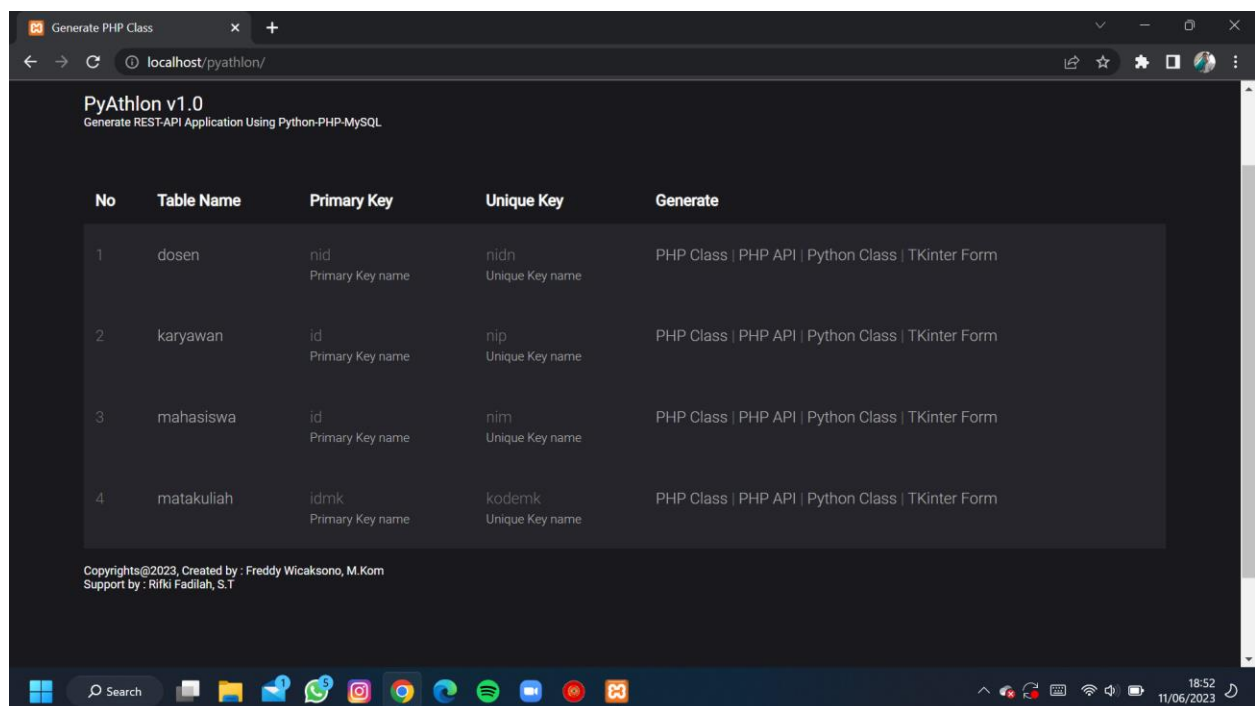 Generate PHP Class
localhost/pyathlon/
PyAthlon v1.0
Generate REST-API Application Using Python-PHP-MySQL
No Table Name Primary Key Unique Key Generate
1 dosen nid nidn PHP Class | PHP API | Python Class | TKinter Form
Primary Key name Unique Key name
2 karyawan id nip PHP Class | PHP API | Python Class | TKinter Form
Primary Key name Unique Key name
3 mahasiswa id nim PHP Class | PHP API | Python Class | TKinter Form
Primary Key name Unique Key name
4 matakuliah idmk kodemk PHP Class | PHP API | Python Class | TKinter Form
Primary Key name Unique Key name
Copyrights@2023, Created by : Freddy Wicaksono, M.Kom
Support by : Rifki Fadilah, S.T
Search 1 5 18:52
11/06/2023